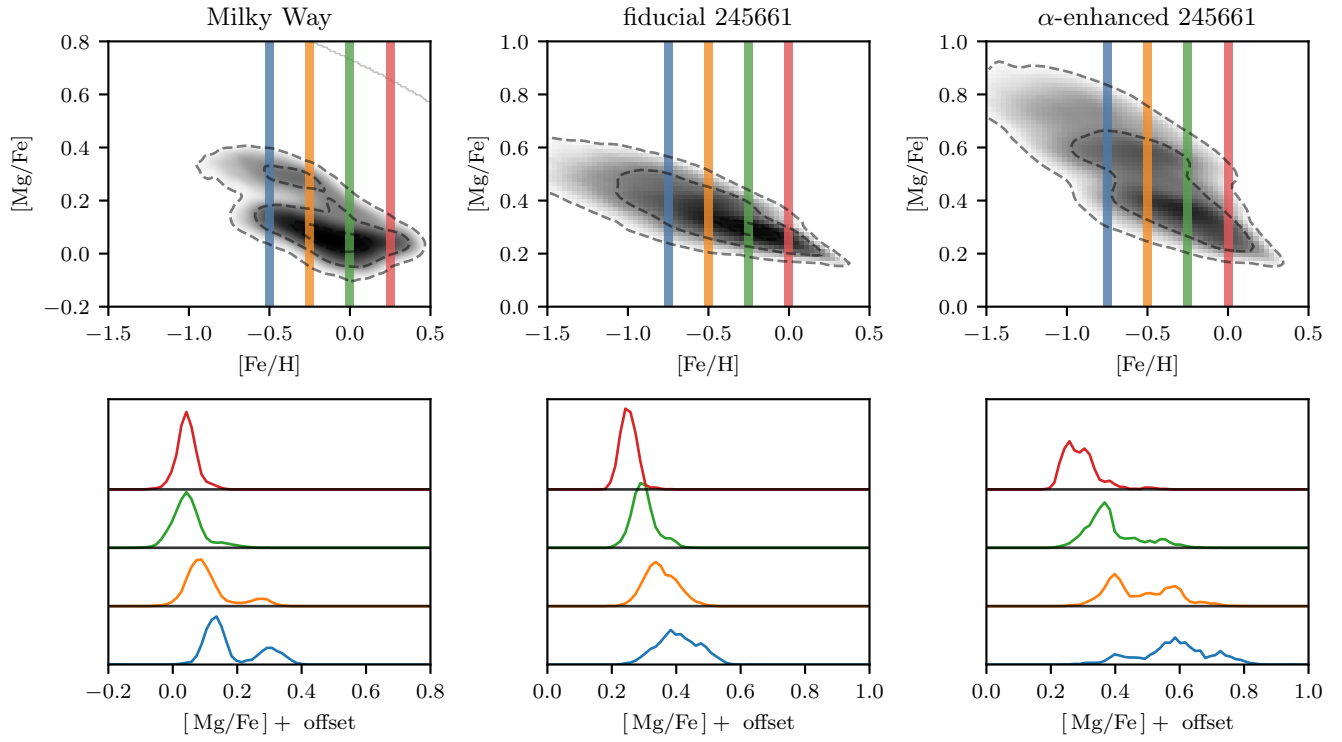 Milky Way
fiducial 245661
α-enhanced 245661
[Mg/Fe]
0.8
0.6
0.4
0.2
0.0
−0.2
−1.5 −1.0 −0.5 0.0 0.5
[Fe/H]
[Mg/Fe]
1.0
0.8
0.6
0.4
0.2
0.0
−1.5 −1.0 −0.5 0.0 0.5
[Fe/H]
[Mg/Fe]
1.0
0.8
0.6
0.4
0.2
0.0
−1.5 −1.0 −0.5 0.0 0.5
[Fe/H]
−0.2 0.0 0.2 0.4 0.6 0.8
[Mg/Fe] + offset
0.0 0.2 0.4 0.6 0.8 1.0
[Mg/Fe] + offset
0.0 0.2 0.4 0.6 0.8 1.0
[Mg/Fe] + offset